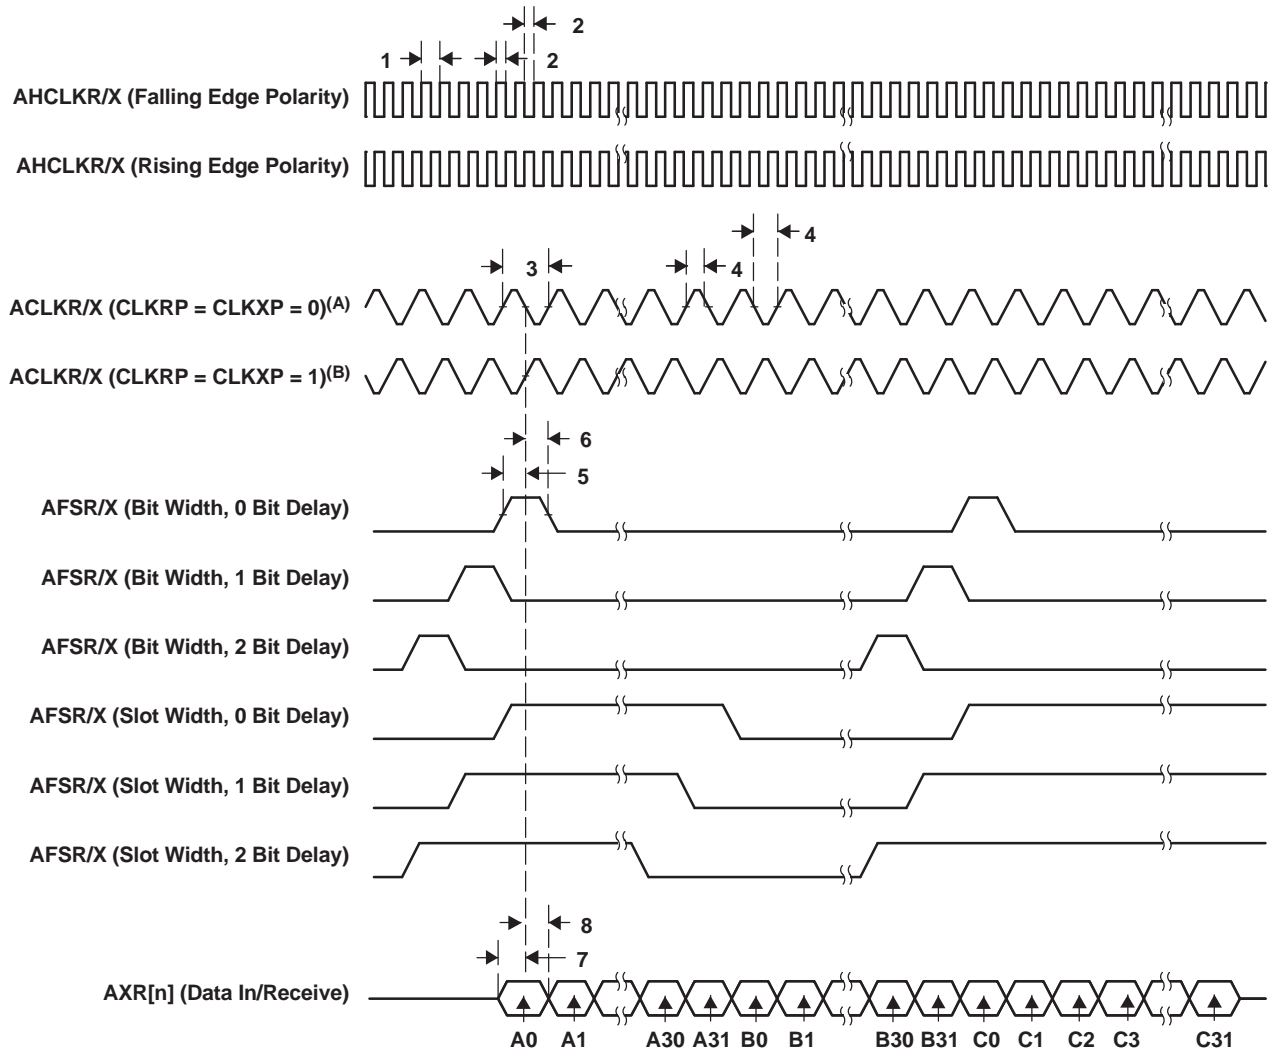 2
1
2
AHCLKR/X (Falling Edge Polarity)
AHCLKR/X (Rising Edge Polarity)
4
3
4
ACLKR/X (CLKRP = CLKXP = 0)(A)
ACLKR/X (CLKRP = CLKXP = 1)(B)
6
5
AFSR/X (Bit Width, 0 Bit Delay)
AFSR/X (Bit Width, 1 Bit Delay)
AFSR/X (Bit Width, 2 Bit Delay)
AFSR/X (Slot Width, 0 Bit Delay)
AFSR/X (Slot Width, 1 Bit Delay)
AFSR/X (Slot Width, 2 Bit Delay)
8
7
AXR[n] (Data In/Receive)
A0 A1 A30 A31 B0 B1 B30 B31 C0 C1 C2 C3 C31